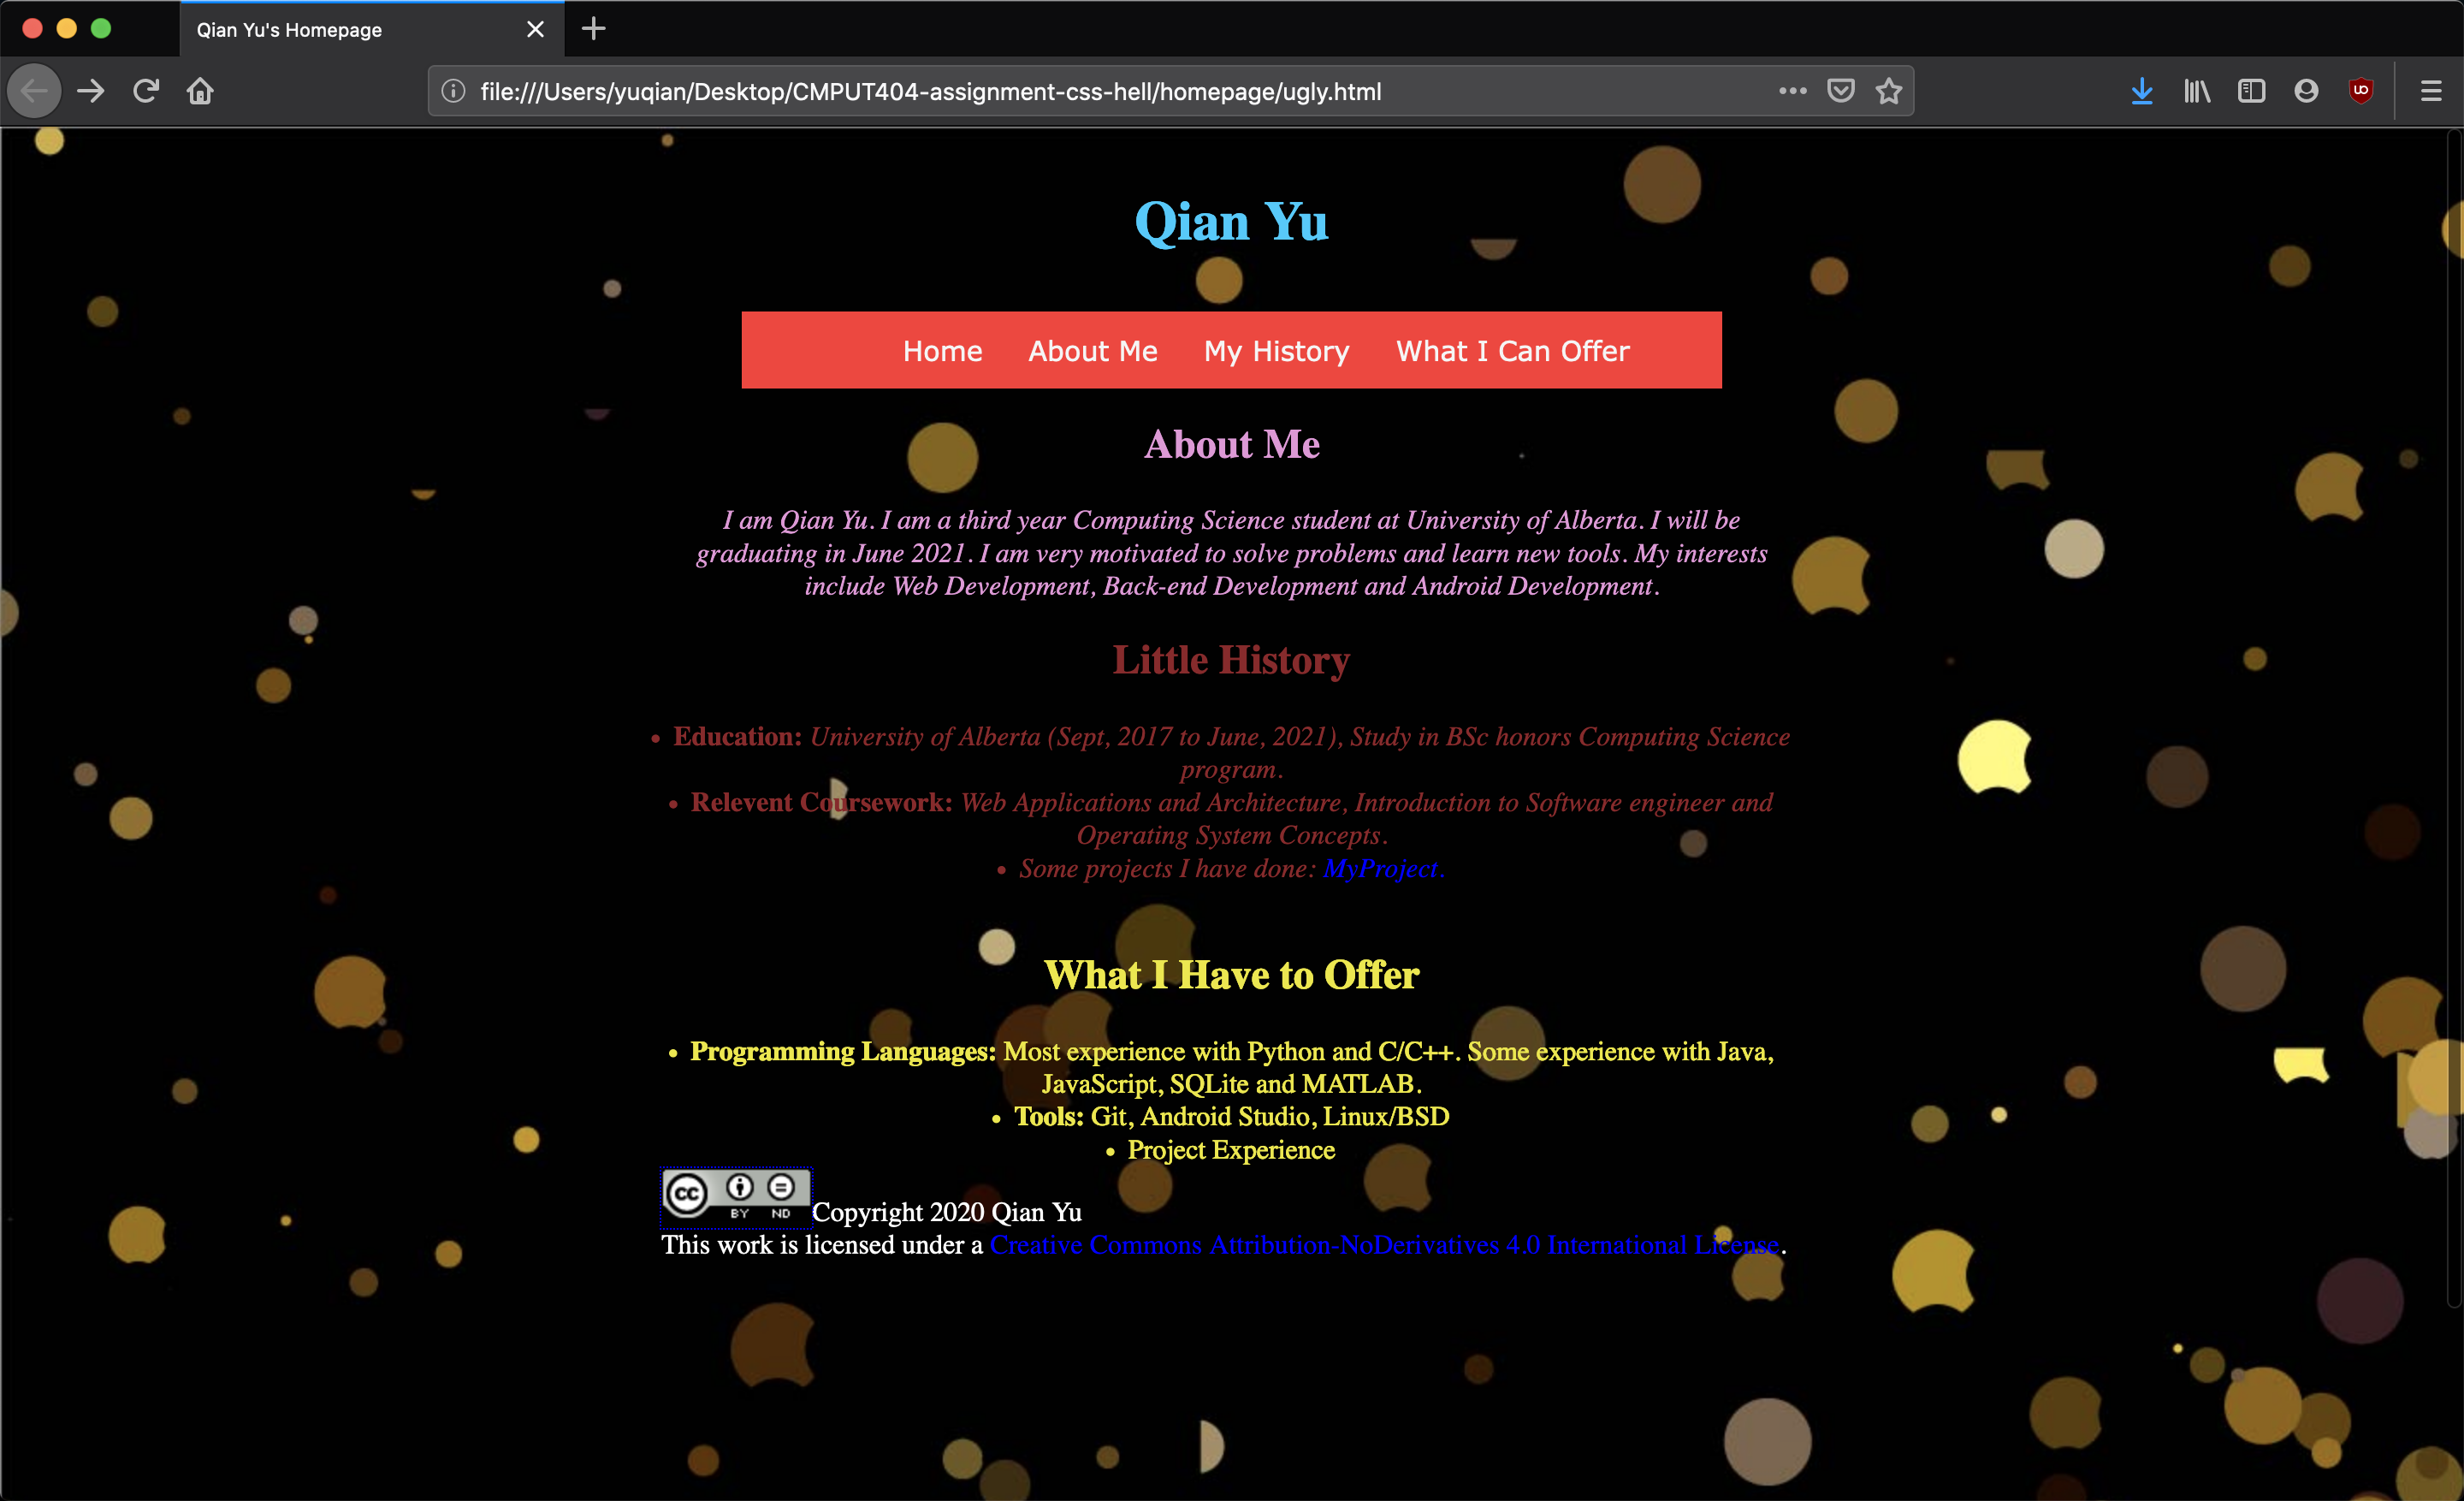 Qian Yu's Homepage
file:///Users/yuqian/Desktop/CMPUT404-assignment-css-hell/homepage/ugly.html
Qian Yu
Home About Me My History What I Can Offer
About Me
I am Qian Yu. I am a third year Computing Science student at University of Alberta. I will be
graduating in June 2021. I am very motivated to solve problems and learn new tools. My interests
include Web Development, Back-end Development and Android Development.
Little History
• Education: University of Alberta (Sept, 2017 to June, 2021), Study in BSc honors Computing Science
program.
• Relevent Coursework: Web Applications and Architecture, Introduction to Software engineer and
Operating System Concepts.
• Some projects I have done: MyProject.
What I Have to Offer
• Programming Languages: Most experience with Python and C/C++. Some experience with Java,
JavaScript, SQLite and MATLAB.
• Tools: Git, Android Studio, Linux/BSD
• Project Experience
cc BY ND
Copyright 2020 Qian Yu
This work is licensed under a Creative Commons Attribution-NoDerivatives 4.0 International License.